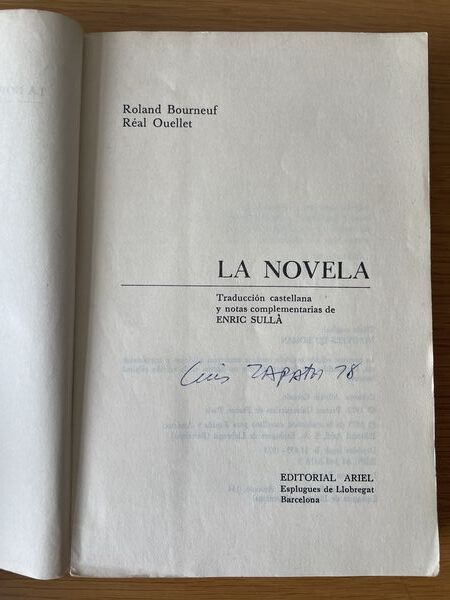 Roland Bourneuf
Réal Ouellet
LA NOVELA
Traducción castellana
y notas complementarias de
ENRIC SULLÀ
Luis ZAPATA 78
EDITORIAL ARIEL
Esplugues de Llobregat
Barcelona